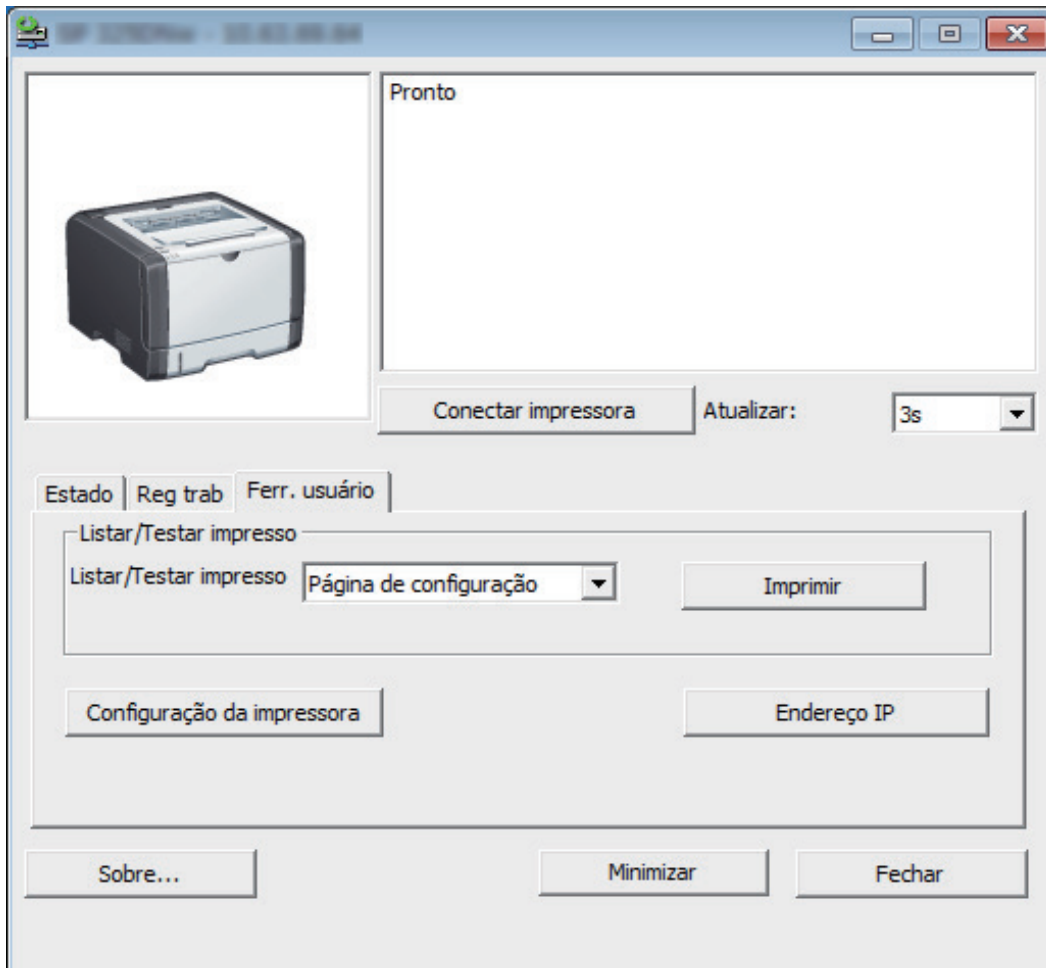 Pronto
Conectar impressora
Atualizar:
3s
Estado
Reg trab
Ferr. usuário
Listar/Testar impresso
Listar/Testar impresso
Página de configuração
Imprimir
Configuração da impressora
Endereço IP
Sobre...
Minimizar
Fechar